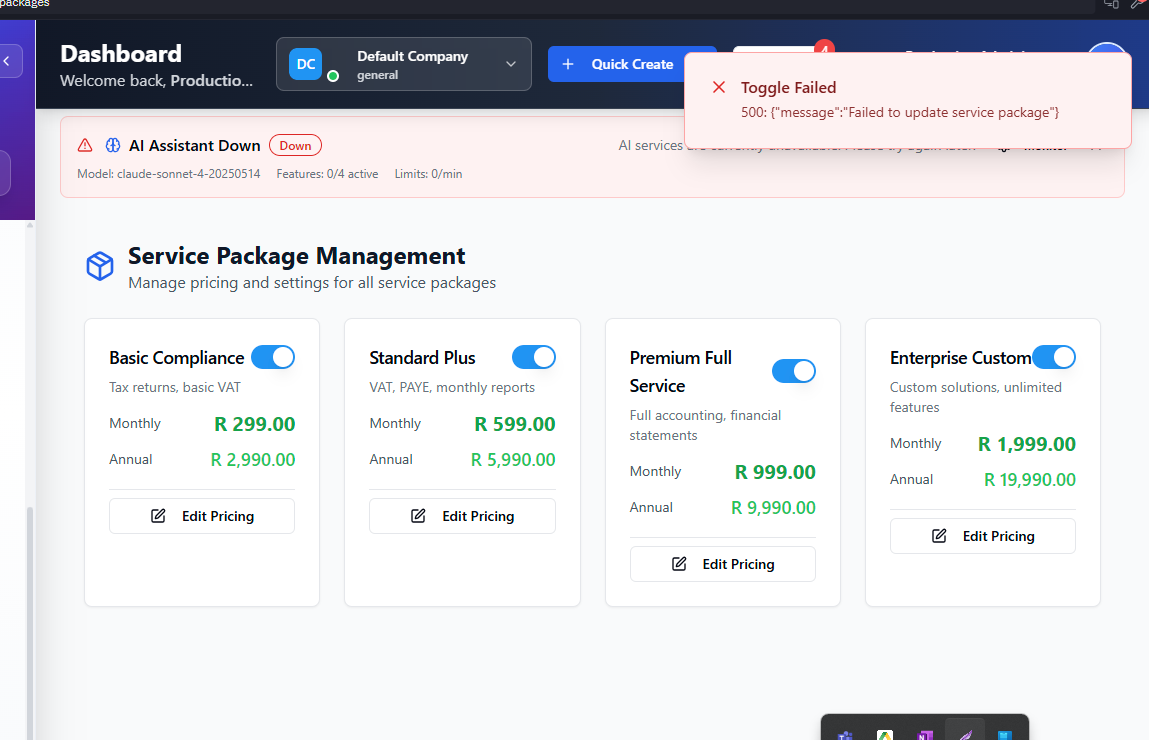 packages
Dashboard
Welcome back, Productio...
DC
Default Company
general
+ Quick Create
4
Toggle Failed
500: {"message":"Failed to update service package"}
AI Assistant Down
Down
AI services
Model: claude-sonnet-4-20250514
Features: 0/4 active
Limits: 0/min
Service Package Management
Manage pricing and settings for all service packages
Basic Compliance
Tax returns, basic VAT
Monthly R 299.00
Annual R 2,990.00
Edit Pricing
Standard Plus
VAT, PAYE, monthly reports
Monthly R 599.00
Annual R 5,990.00
Edit Pricing
Premium Full
Service
Full accounting, financial
statements
Monthly R 999.00
Annual R 9,990.00
Edit Pricing
Enterprise Custom
Custom solutions, unlimited
features
Monthly R 1,999.00
Annual R 19,990.00
Edit Pricing